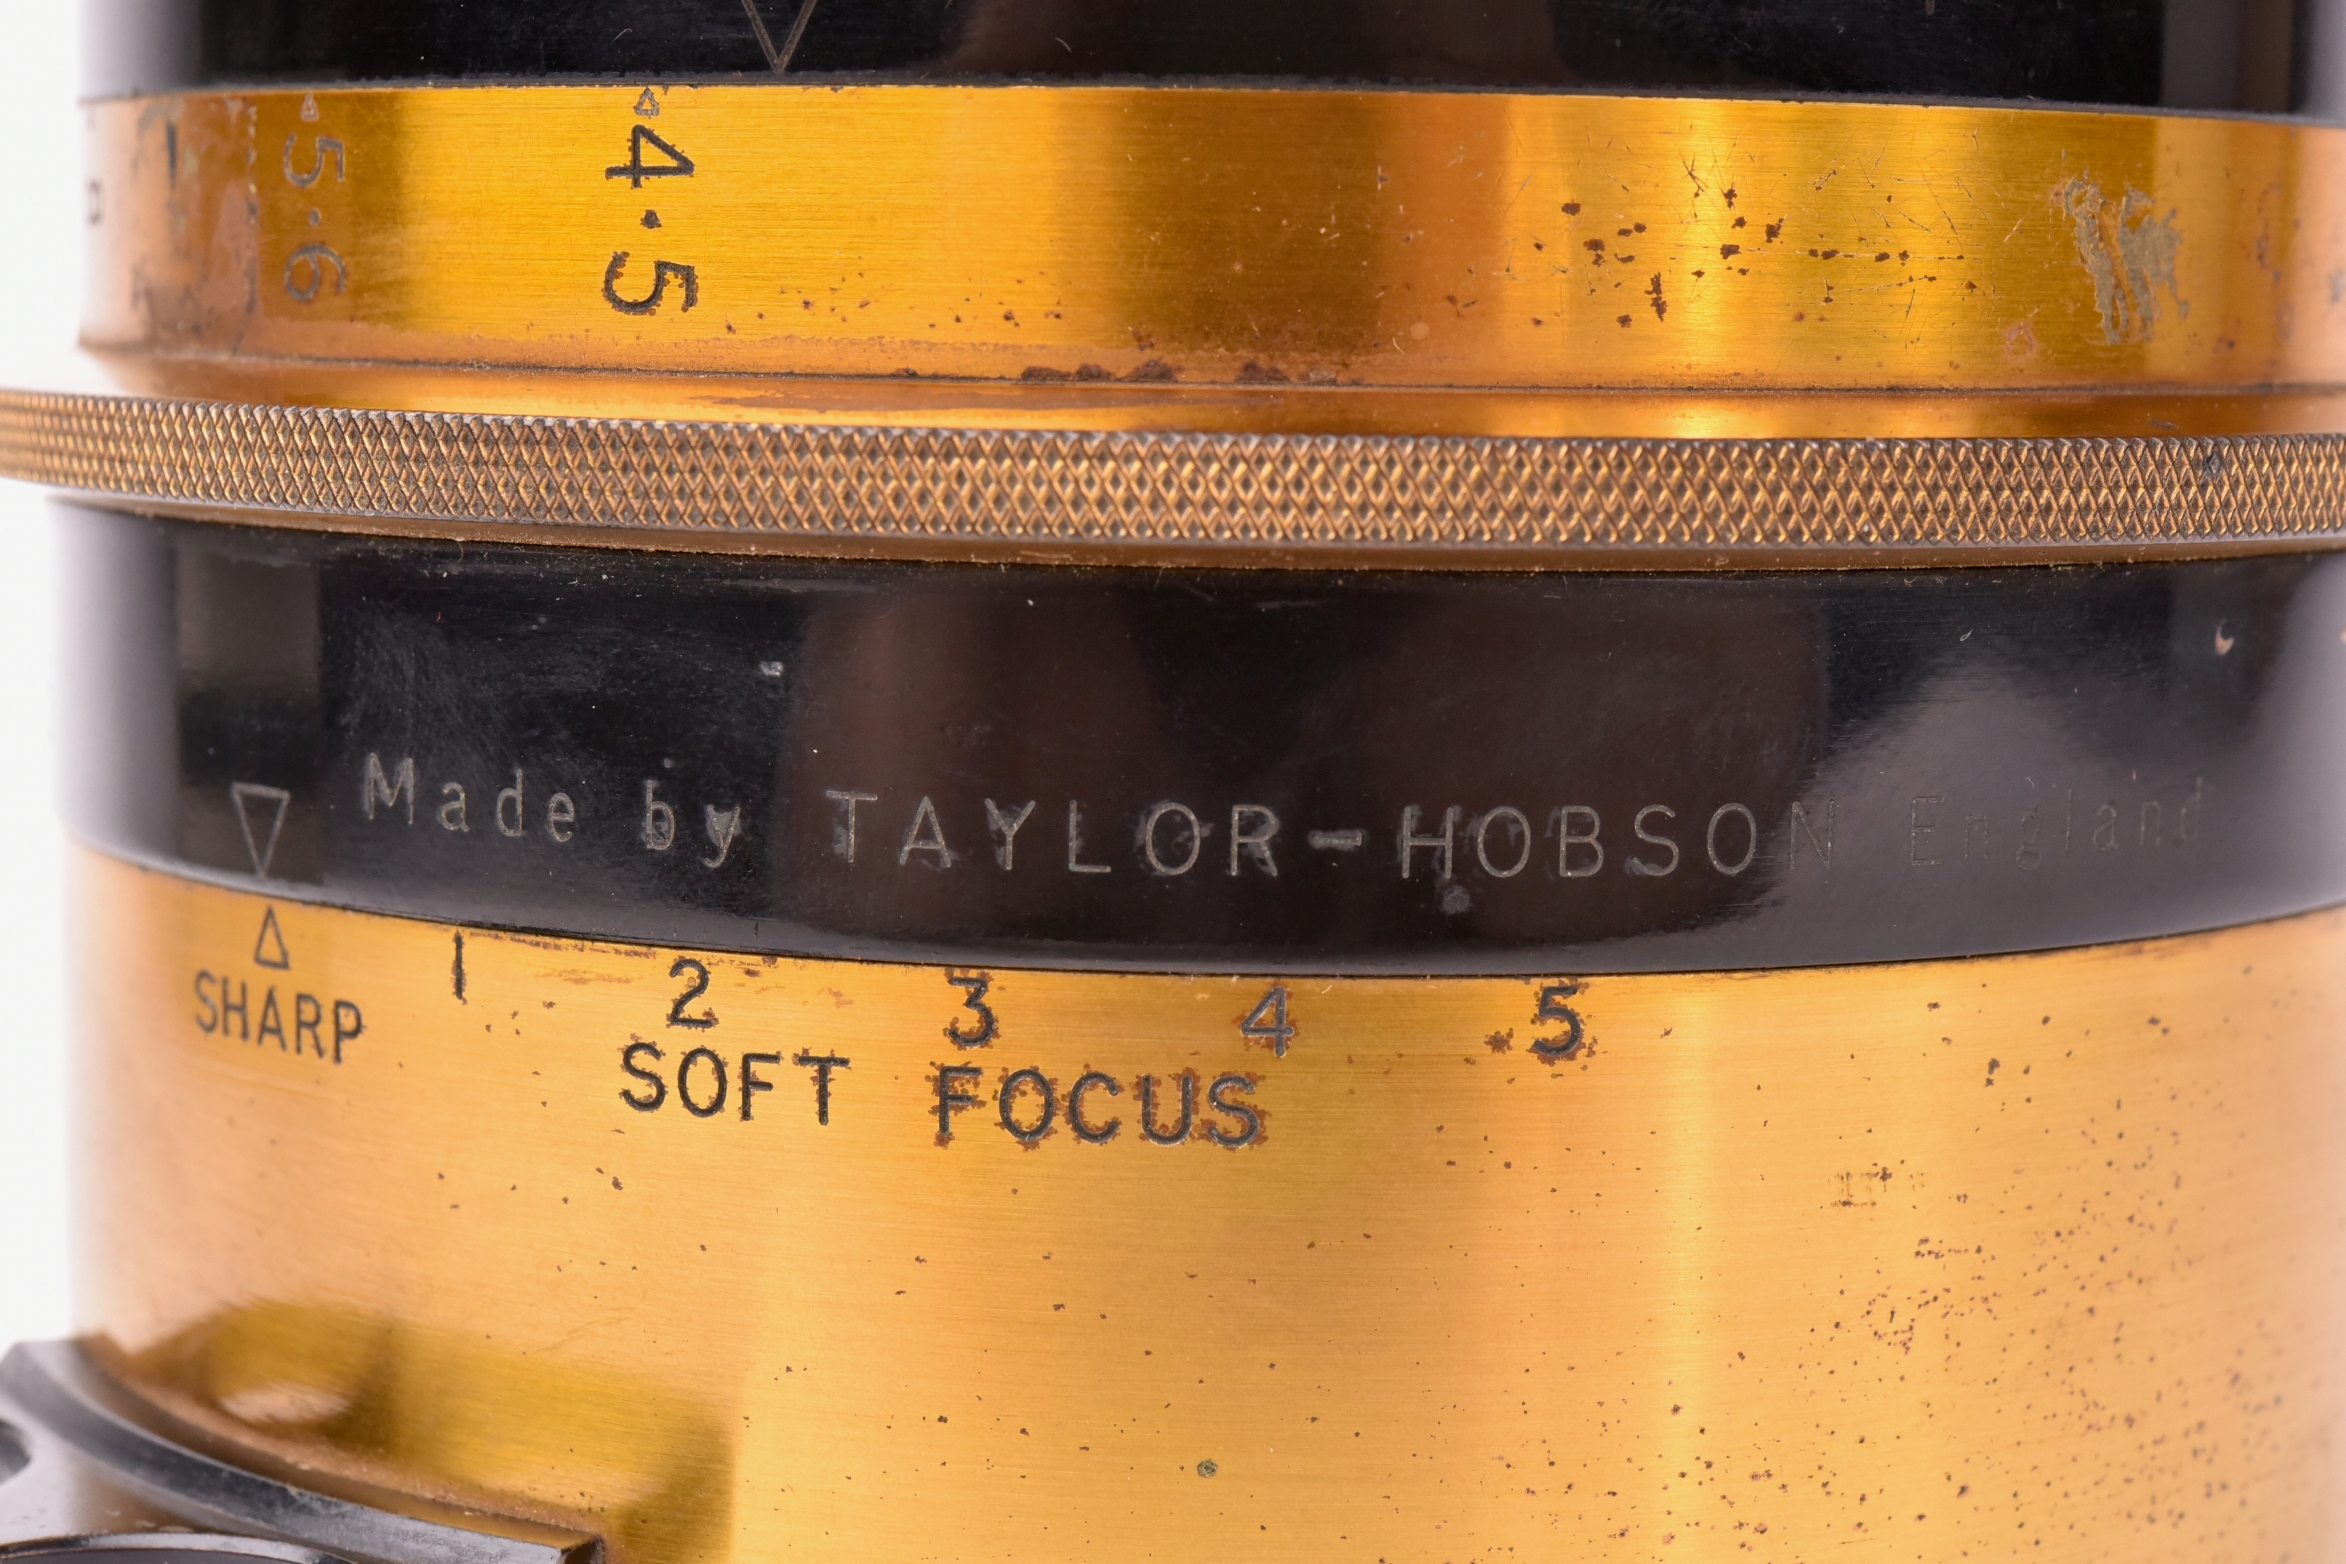 5·6
4·5
Made by TAYLOR-HOBSON England
SHARP 1 2 3 4 5
SOFT FOCUS